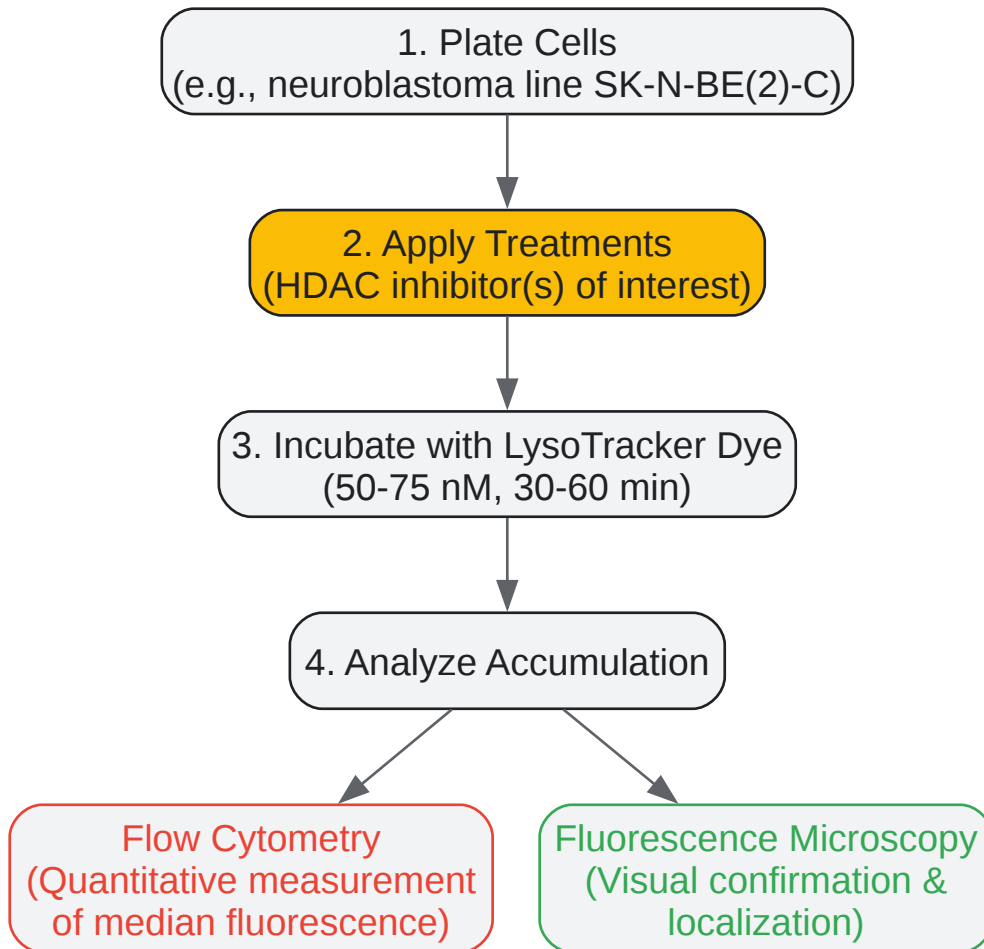 1. Plate Cells
(e.g., neuroblastoma line SK-N-BE(2)-C)
2. Apply Treatments
(HDAC inhibitor(s) of interest)
3. Incubate with LysoTracker Dye
(50-75 nM, 30-60 min)
4. Analyze Accumulation
Flow Cytometry
(Quantitative measurement
of median fluorescence)
Fluorescence Microscopy
(Visual confirmation &
localization)